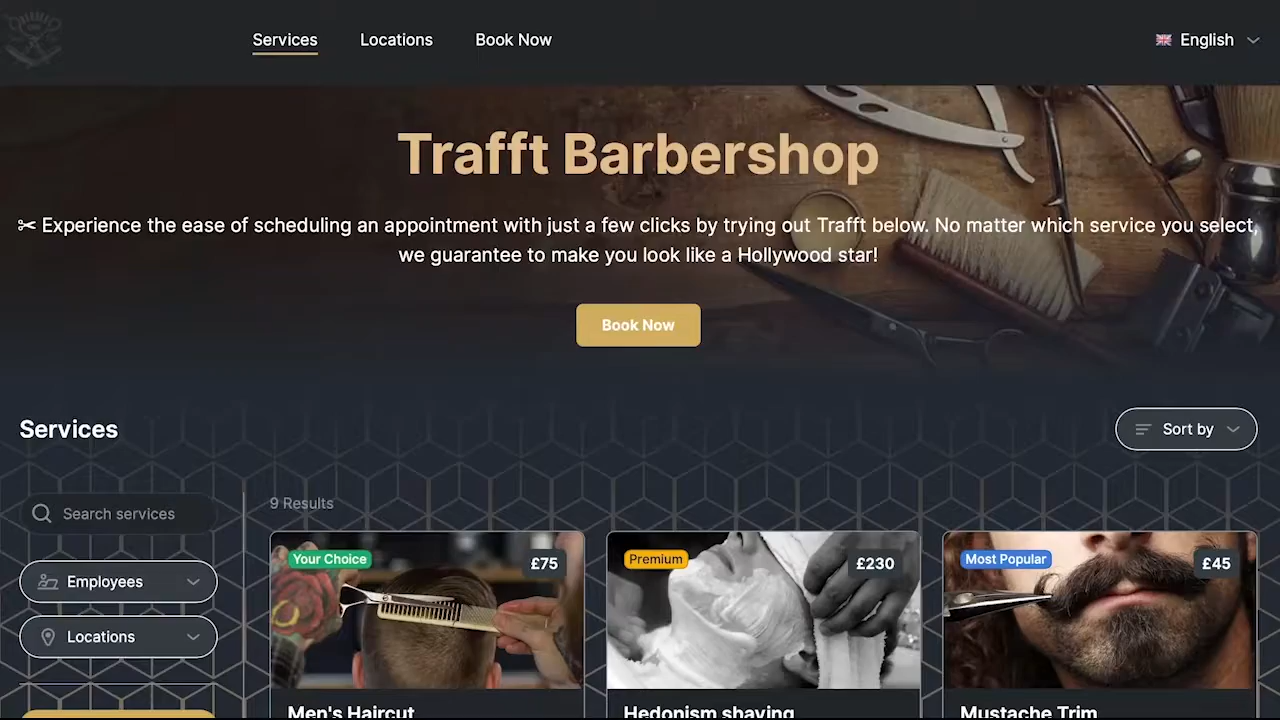 Services
Locations
Book Now
English
Trafft Barbershop
✂ Experience the ease of scheduling an appointment with just a few clicks by trying out Trafft below. No matter which service you select,
we guarantee to make you look like a Hollywood star!
Book Now
Services
Sort by
Search services
9 Results
Employees
Locations
Your Choice
£75
Premium
£230
Most Popular
£45
Men's Haircut
Hedonism shaving
Mustache Trim